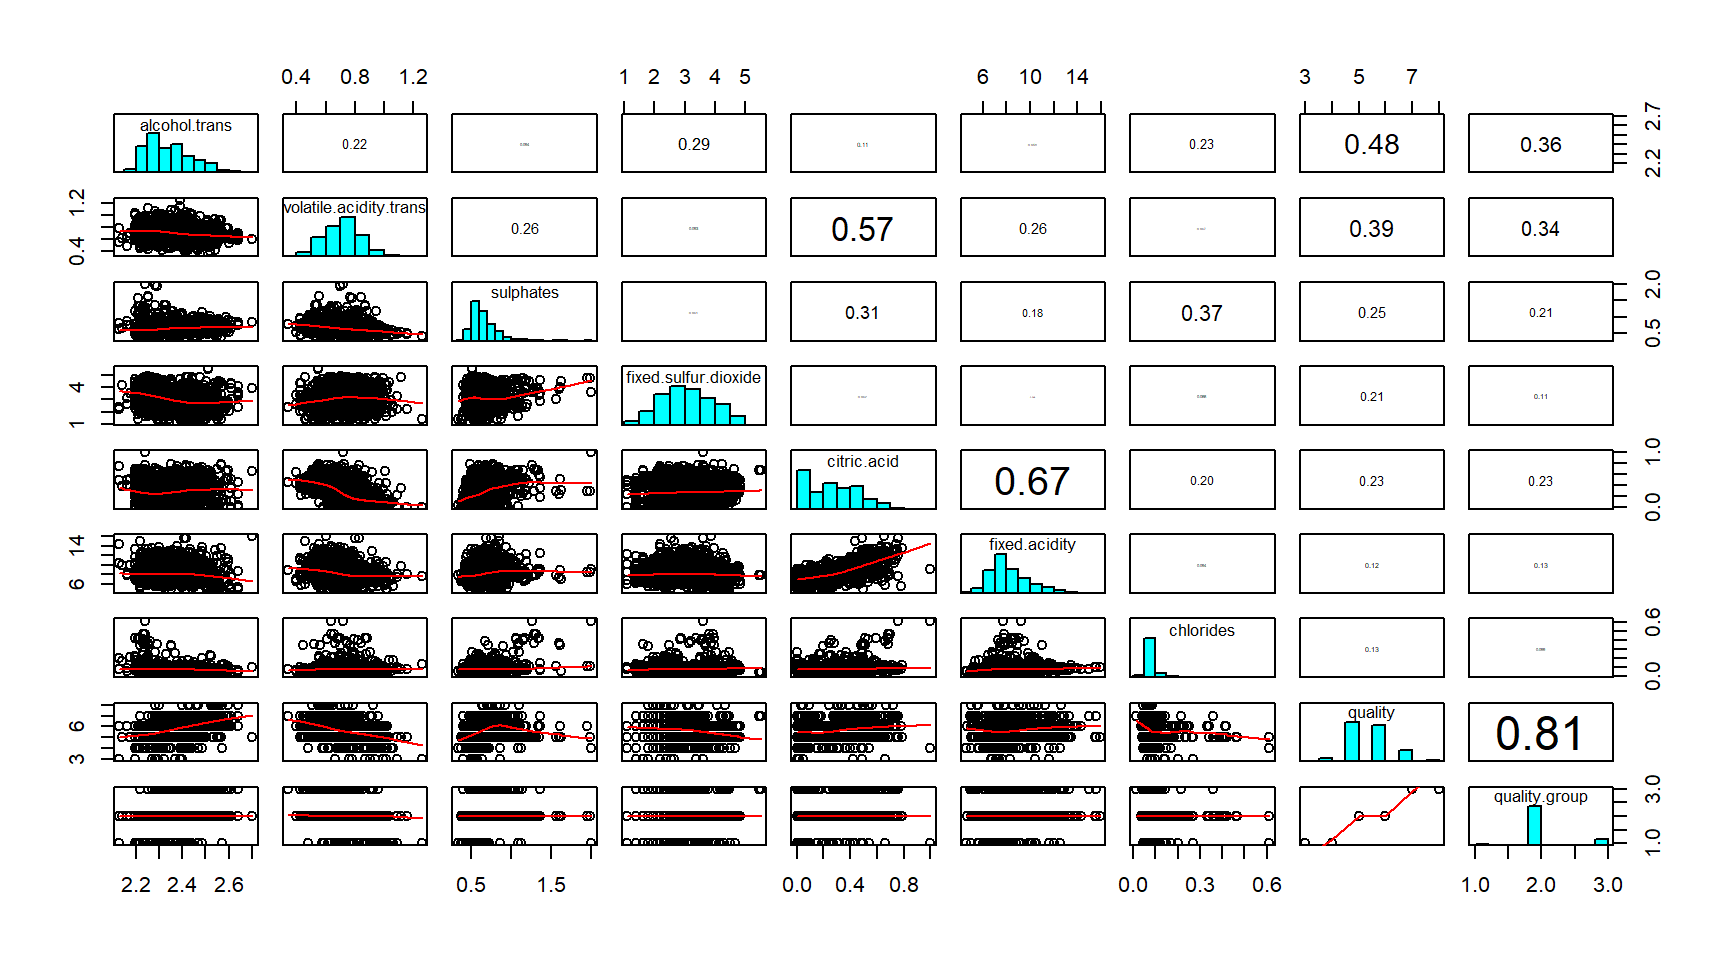 0.4 0.8 1.2 1 2 3 4 5 6 10 14 3 5 7
alcohol.trans 0.22 0.29 0.11 0.23 0.48 0.36 2.2 2.7
0.4 1.2 volatile.acidity.trans 0.26 0.57 0.26 0.39 0.34
sulphates 0.31 0.18 0.37 0.25 0.21 0.5 2.0
1 4 fixed.sulfur.dioxide 0.21 0.11
citric.acid 0.67 0.20 0.23 0.23 0.0 1.0
6 14 fixed.acidity 0.12 0.13
chlorides 0.13 0.0 0.6
3 6 quality 0.81
quality.group 1.0 3.0
2.2 2.4 2.6 0.5 1.5 0.0 0.4 0.8 0.0 0.3 0.6 1.0 2.0 3.0